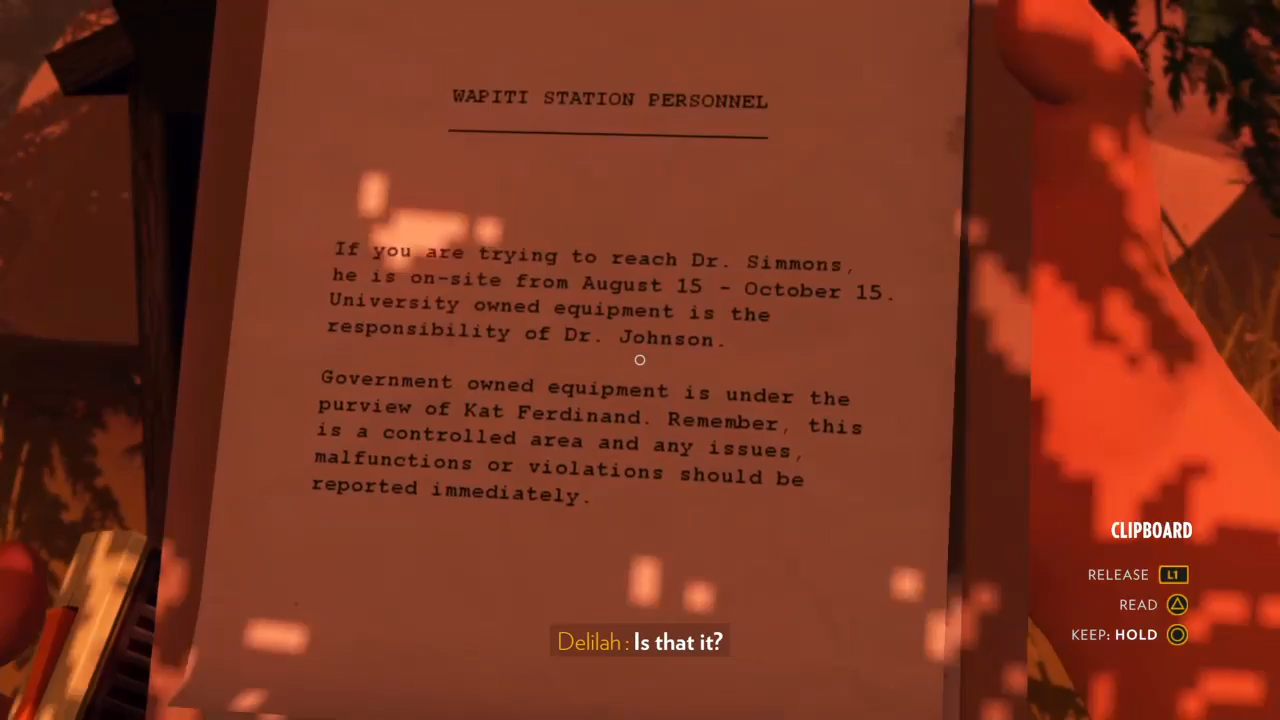 WAPITI STATION PERSONNEL
If you are trying to reach Dr. Simmons,
he is on-site from August 15 - October 15.
University owned equipment is the
responsibility of Dr. Johnson.
Government owned equipment is under the
purview of Kat Ferdinand. Remember, this
is a controlled area and any issues,
malfunctions or violations should be
reported immediately.
CLIPBOARD
RELEASE L1
READ
KEEP: HOLD
Delilah : Is that it?